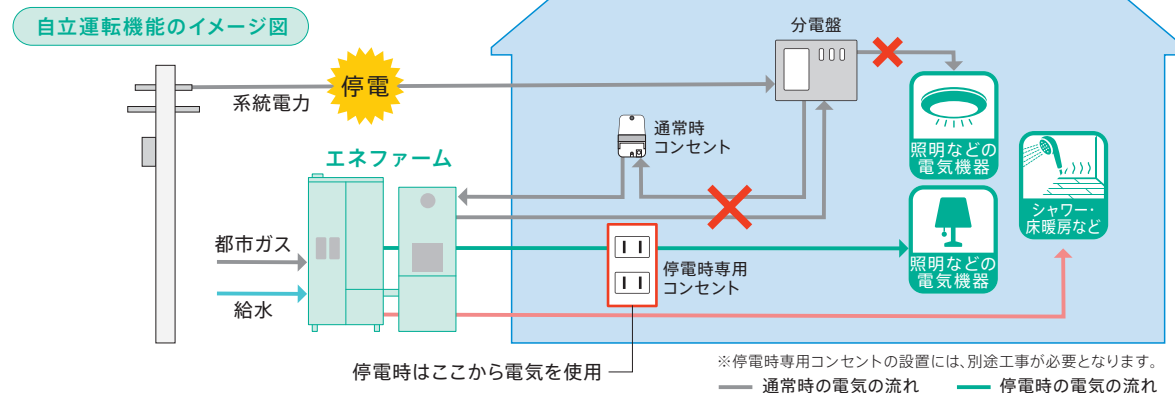 自立運転機能のイメージ図
分電盤
停電
系統電力
通常時
コンセント
照明などの
電気機器
エネファーム
シャワー・
床暖房など
都市ガス
停電時専用
コンセント
照明などの
電気機器
給水
停電時はここから電気を使用
※停電時専用コンセントの設置には、別途工事が必要となります。
通常時の電気の流れ
停電時の電気の流れ